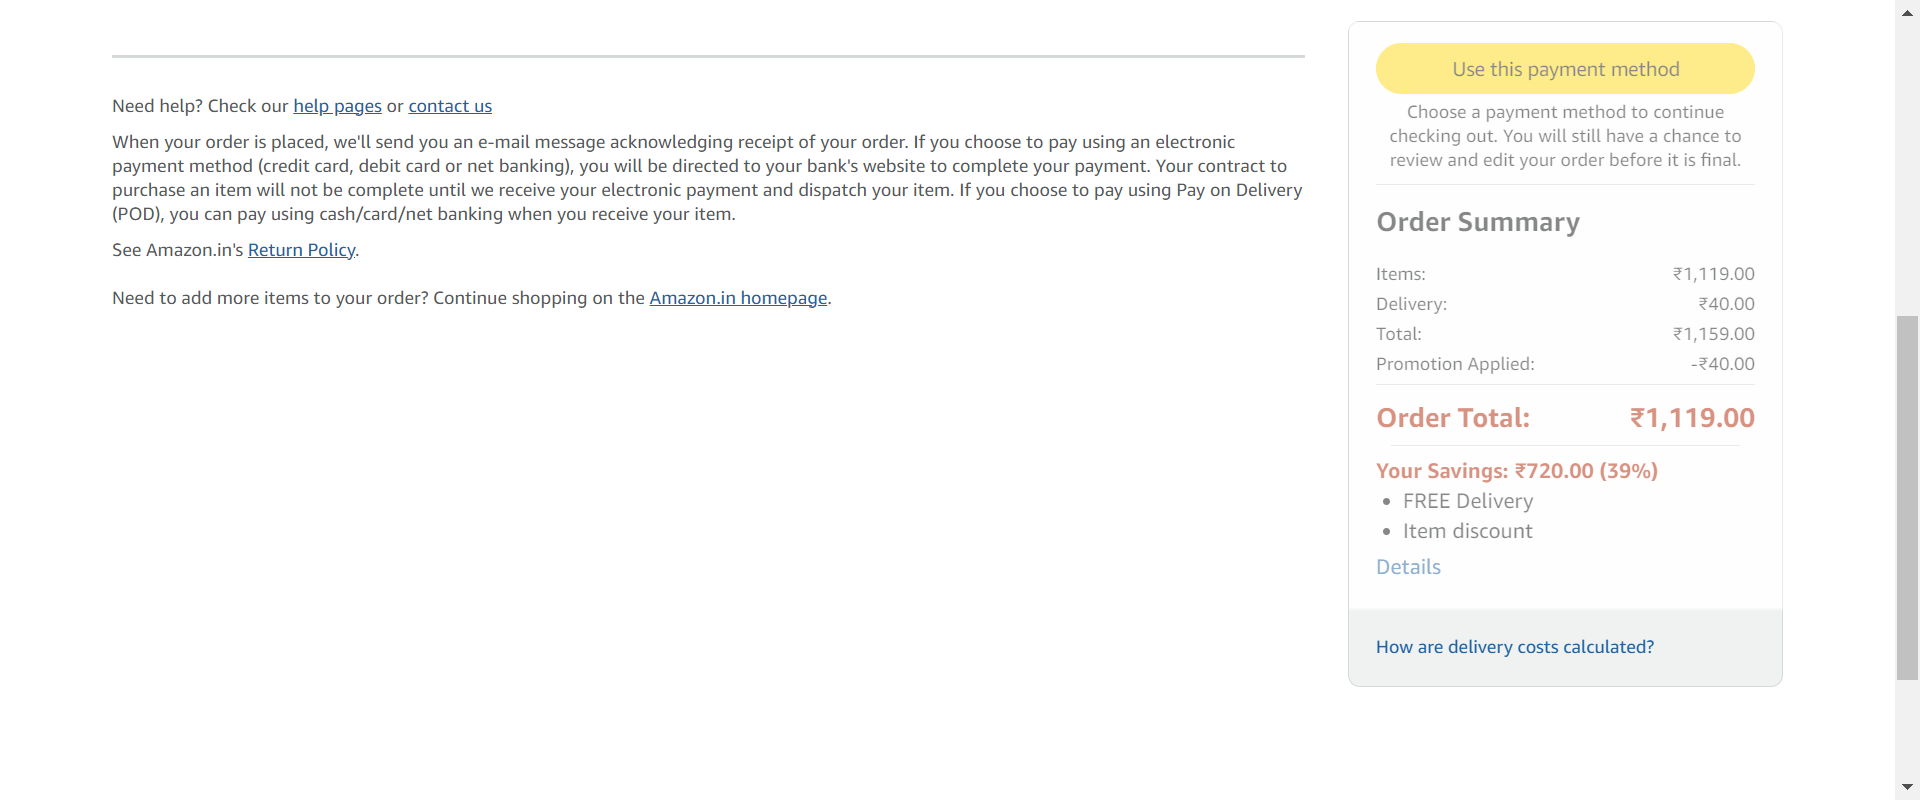 Need help? Check our help pages or contact us
When your order is placed, we'll send you an e-mail message acknowledging receipt of your order. If you choose to pay using an electronic
payment method (credit card, debit card or net banking), you will be directed to your bank's website to complete your payment. Your contract to
purchase an item will not be complete until we receive your electronic payment and dispatch your item. If you choose to pay using Pay on Delivery
(POD), you can pay using cash/card/net banking when you receive your item.
See Amazon.in's Return Policy.
Need to add more items to your order? Continue shopping on the Amazon.in homepage.
Use this payment method
Choose a payment method to continue
checking out. You will still have a chance to
review and edit your order before it is final.
Order Summary
Items: ₹1,119.00
Delivery: ₹40.00
Total: ₹1,159.00
Promotion Applied: -₹40.00
Order Total: ₹1,119.00
Your Savings: ₹720.00 (39%)
• FREE Delivery
• Item discount
Details
How are delivery costs calculated?